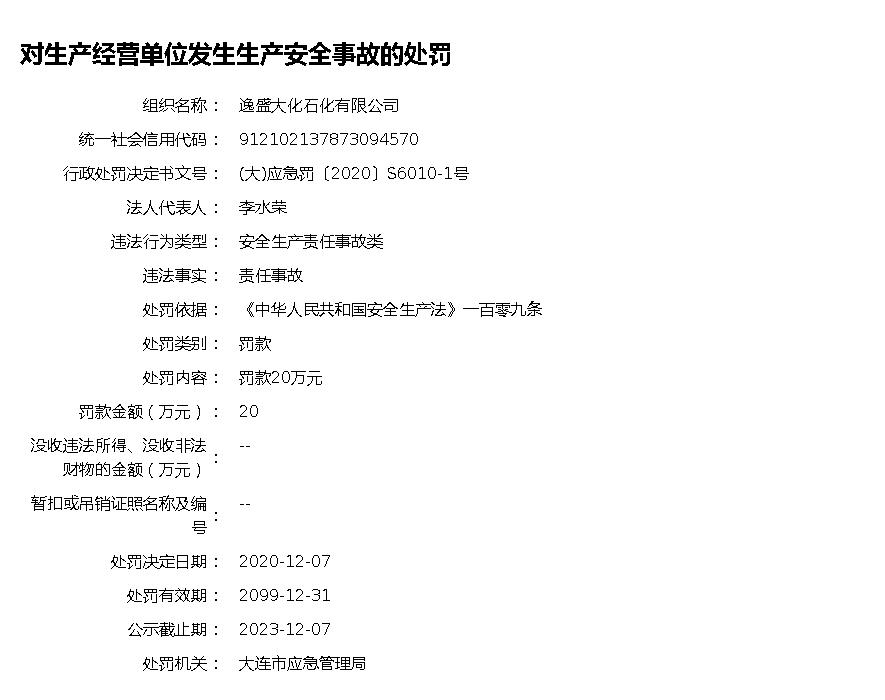 对生产经营单位发生生产安全事故的处罚
组织名称： 逸盛大化石化有限公司
统一社会信用代码： 912102137873094570
行政处罚决定书文号： (大)应急罚〔2020〕S6010-1号
法人代表人： 李水荣
违法行为类型： 安全生产责任事故类
违法事实： 责任事故
处罚依据： 《中华人民共和国安全生产法》一百零九条
处罚类别： 罚款
处罚内容： 罚款20万元
罚款金额（万元）： 20
没收违法所得、没收非法
财物的金额（万元）： --
暂扣或吊销证照名称及编
号： --
处罚决定日期： 2020-12-07
处罚有效期： 2099-12-31
公示截止期： 2023-12-07
处罚机关： 大连市应急管理局